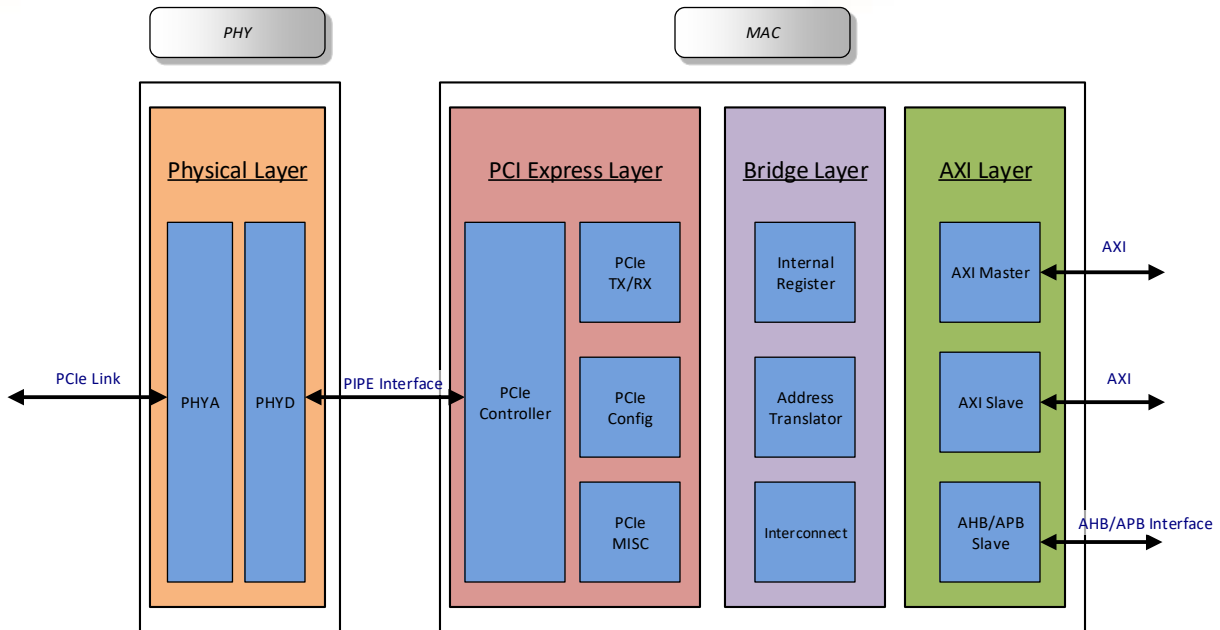 PHY
MAC
Physical Layer
PCI Express Layer
Bridge Layer
AXI Layer
PCIe Link
PHYA
PHYD
PIPE Interface
PCIe
Controller
PCIe
TX/RX
PCIe
Config
PCIe
MISC
Internal
Register
Address
Translator
Interconnect
AXI Master
AXI
AXI Slave
AXI
AHB/APB
Slave
AHB/APB Interface